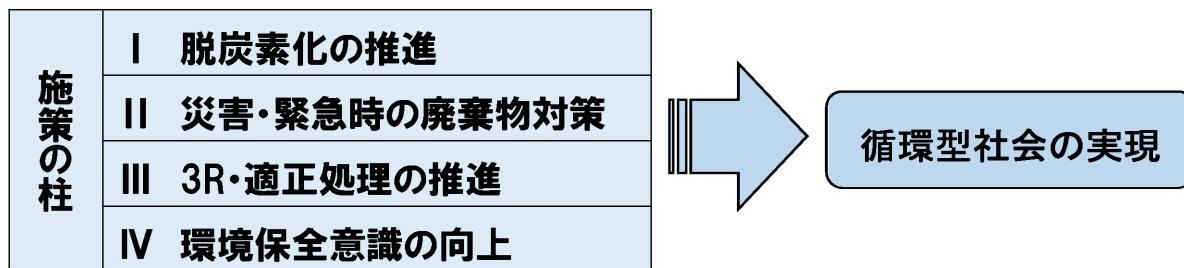 施策の柱
Ⅰ 脱炭素化の推進
Ⅱ 災害・緊急時の廃棄物対策
Ⅲ 3R・適正処理の推進
Ⅳ 環境保全意識の向上
循環型社会の実現